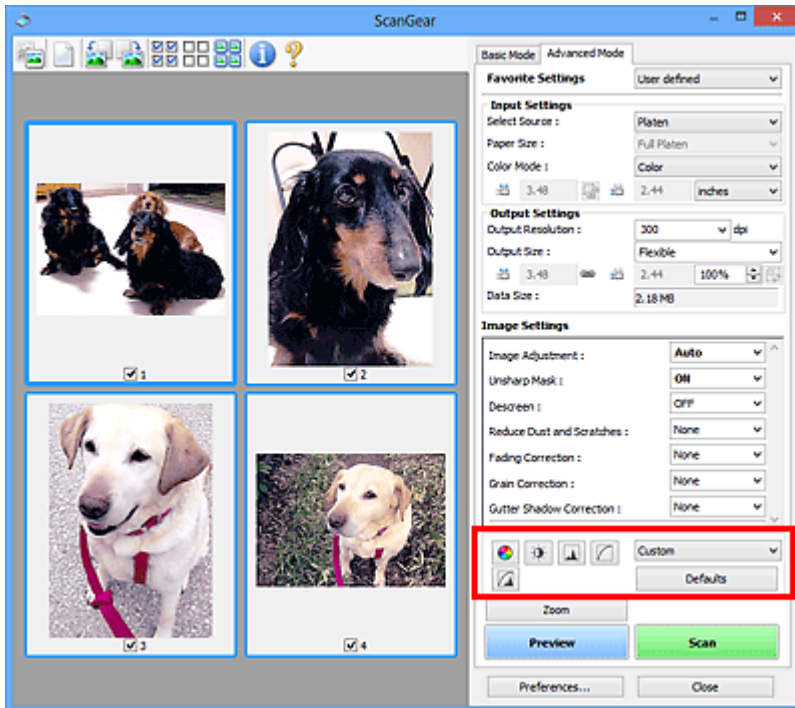 ScanGear
Basic Mode Advanced Mode
Favorite Settings User defined
Input Settings
Select Source : Platen
Paper Size : Full Platen
Color Mode : Color
3.48 2.44 inches
Output Settings
Output Resolution : 300 dpi
Output Size : Flexible
3.48 2.44 100%
Data Size : 2.18 MB
Image Settings
Image Adjustment : Auto
Unsharp Mask : ON
Descreen : OFF
Reduce Dust and Scratches : None
Fading Correction : None
Grain Correction : None
Gutter Shadow Correction : None
Custom
Defaults
Zoom
Preview Scan
Preferences... Close
1
2
3
4